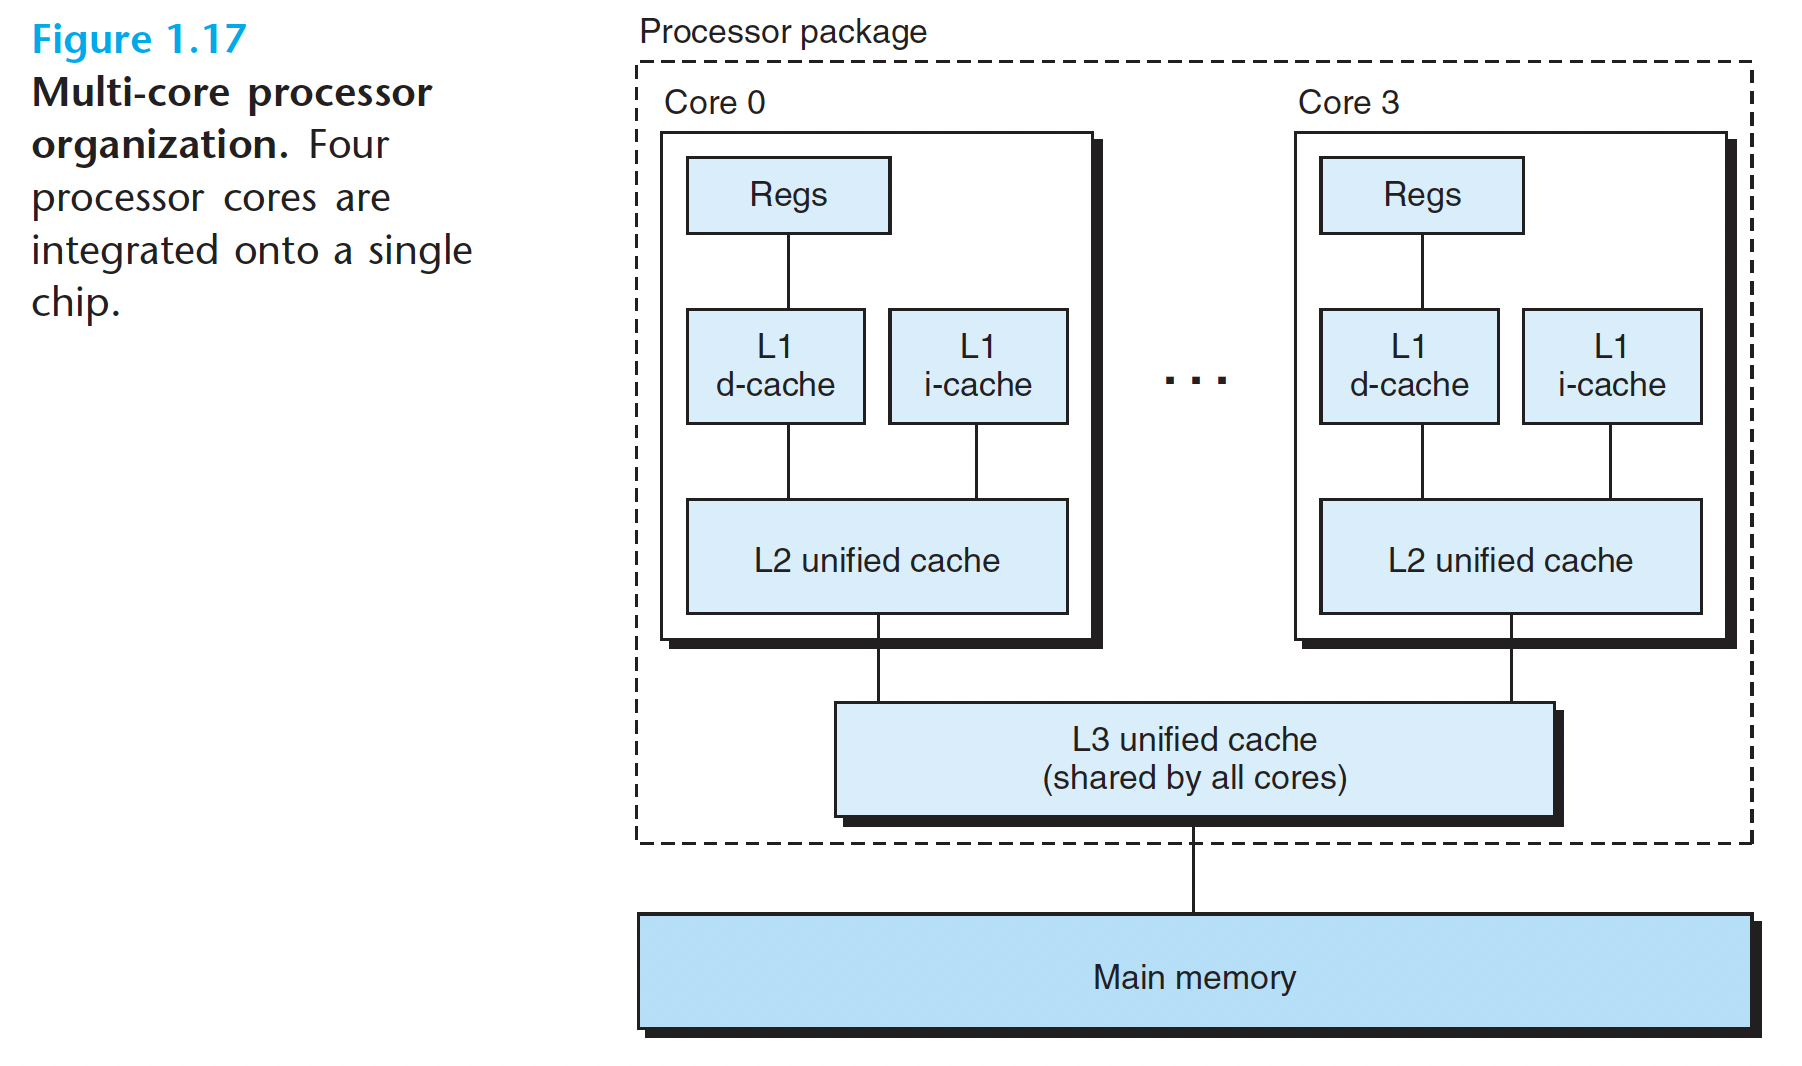 Figure 1.17
Multi-core processor
organization. Four
processor cores are
integrated onto a single
chip.
Processor package
Core 0
Core 3
Regs
Regs
L1
d-cache
L1
i-cache
...
L1
d-cache
L1
i-cache
L2 unified cache
L2 unified cache
L3 unified cache
(shared by all cores)
Main memory